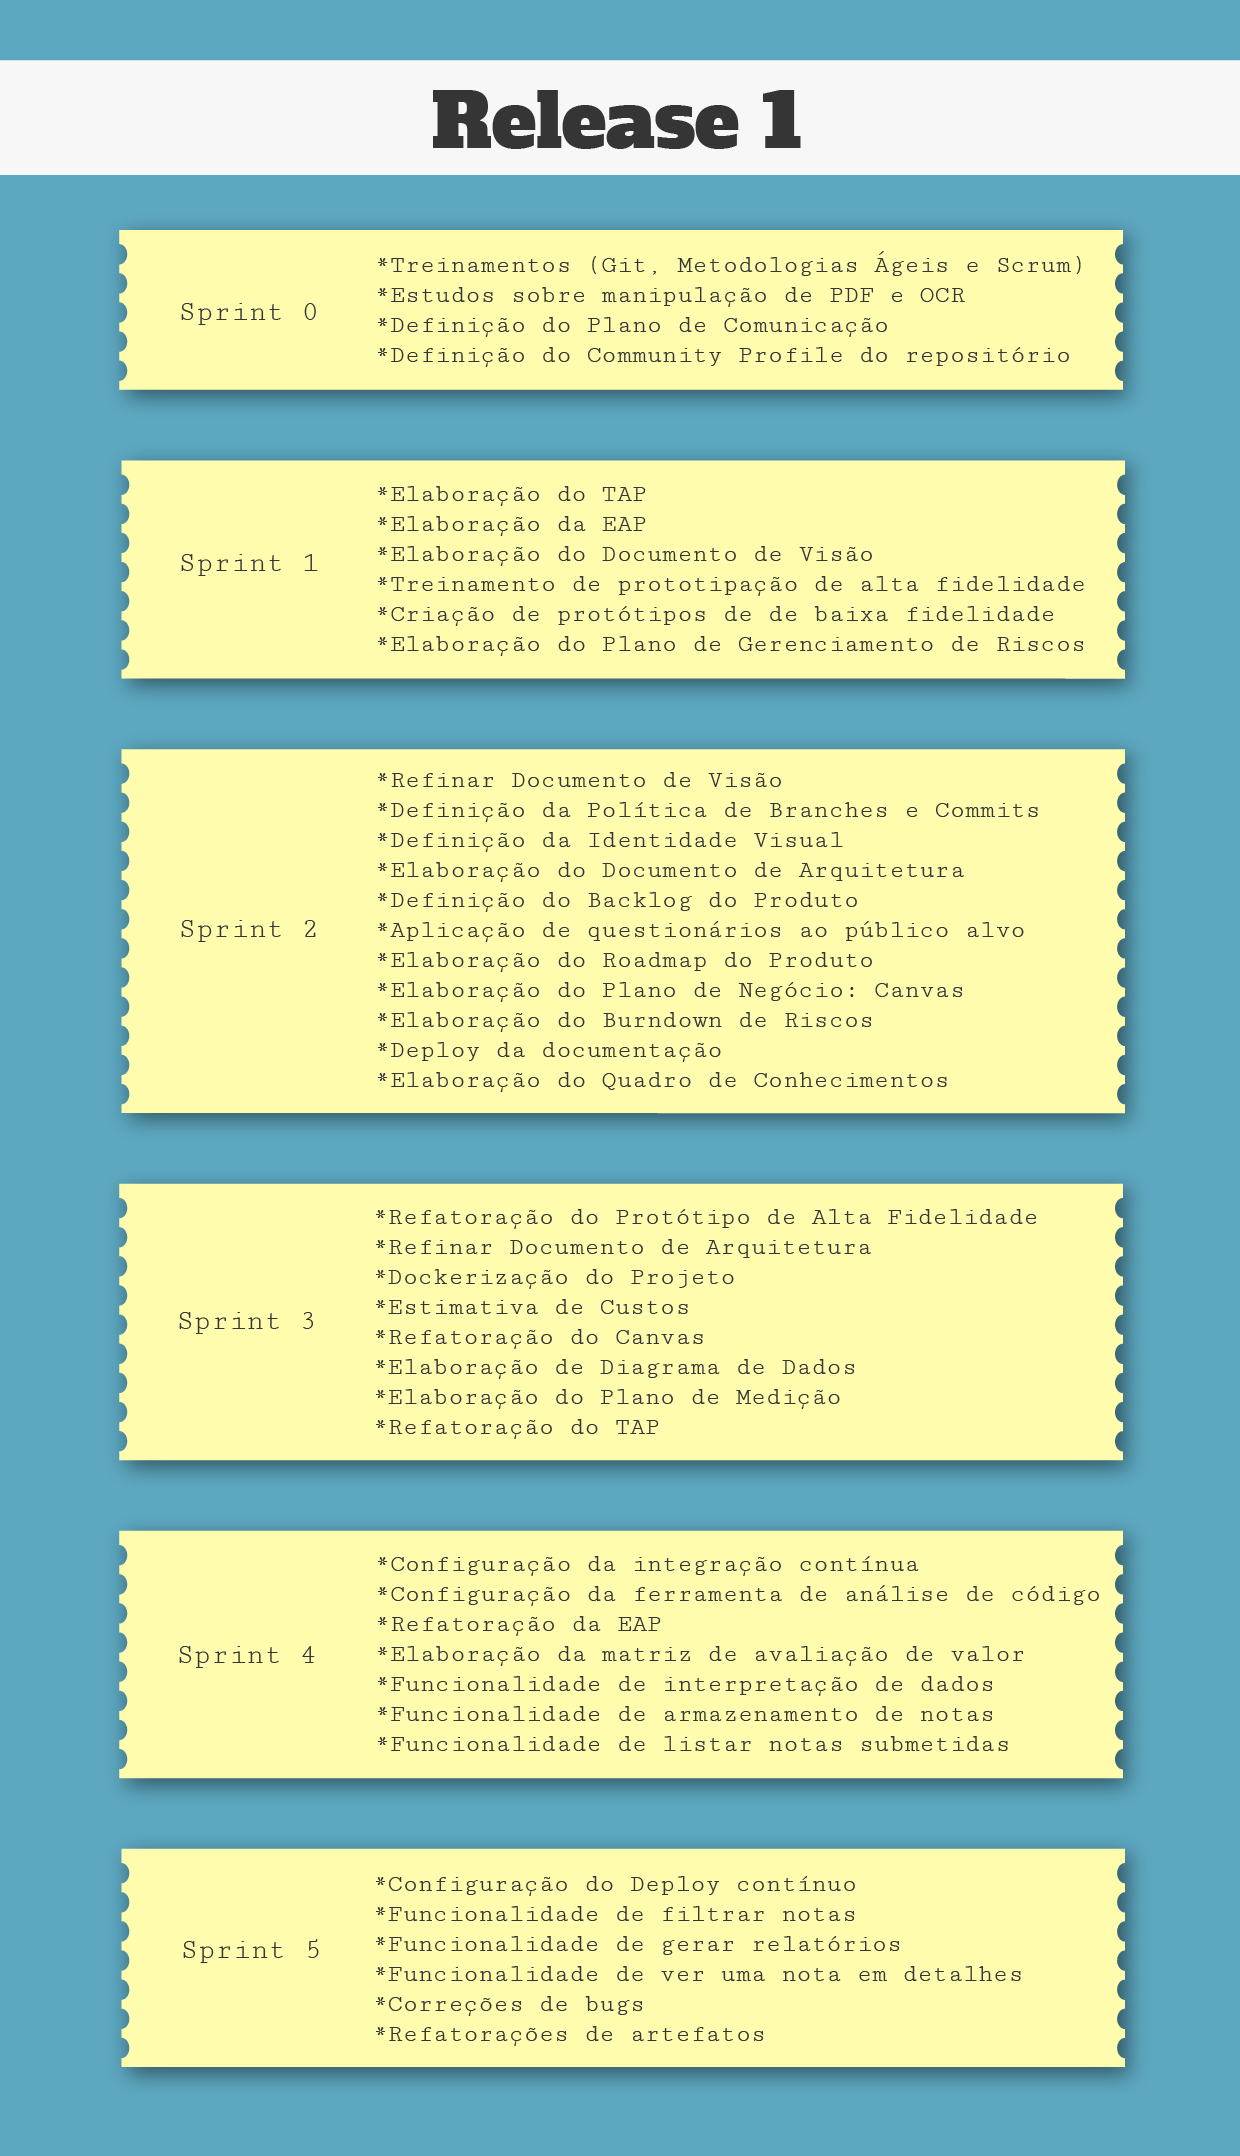 Release 1
Sprint 0
*Treinamentos (Git, Metodologias Ágeis e Scrum)
*Estudos sobre manipulação de PDF e OCR
*Definição do Plano de Comunicação
*Definição do Community Profile do repositório
Sprint 1
*Elaboração do TAP
*Elaboração da EAP
*Elaboração do Documento de Visão
*Treinamento de prototipação de alta fidelidade
*Criação de protótipos de de baixa fidelidade
*Elaboração do Plano de Gerenciamento de Riscos
Sprint 2
*Refinar Documento de Visão
*Definição da Política de Branches e Commits
*Definição da Identidade Visual
*Elaboração do Documento de Arquitetura
*Definição do Backlog do Produto
*Aplicação de questionários ao público alvo
*Elaboração do Roadmap do Produto
*Elaboração do Plano de Negócio: Canvas
*Elaboração do Burndown de Riscos
*Deploy da documentação
*Elaboração do Quadro de Conhecimentos
Sprint 3
*Refatoração do Protótipo de Alta Fidelidade
*Refinar Documento de Arquitetura
*Dockerização do Projeto
*Estimativa de Custos
*Refatoração do Canvas
*Elaboração de Diagrama de Dados
*Elaboração do Plano de Medição
*Refatoração do TAP
Sprint 4
*Configuração da integração contínua
*Configuração da ferramenta de análise de código
*Refatoração da EAP
*Elaboração da matriz de avaliação de valor
*Funcionalidade de interpretação de dados
*Funcionalidade de armazenamento de notas
*Funcionalidade de listar notas submetidas
Sprint 5
*Configuração do Deploy contínuo
*Funcionalidade de filtrar notas
*Funcionalidade de gerar relatórios
*Funcionalidade de ver uma nota em detalhes
*Correções de bugs
*Refatorações de artefatos